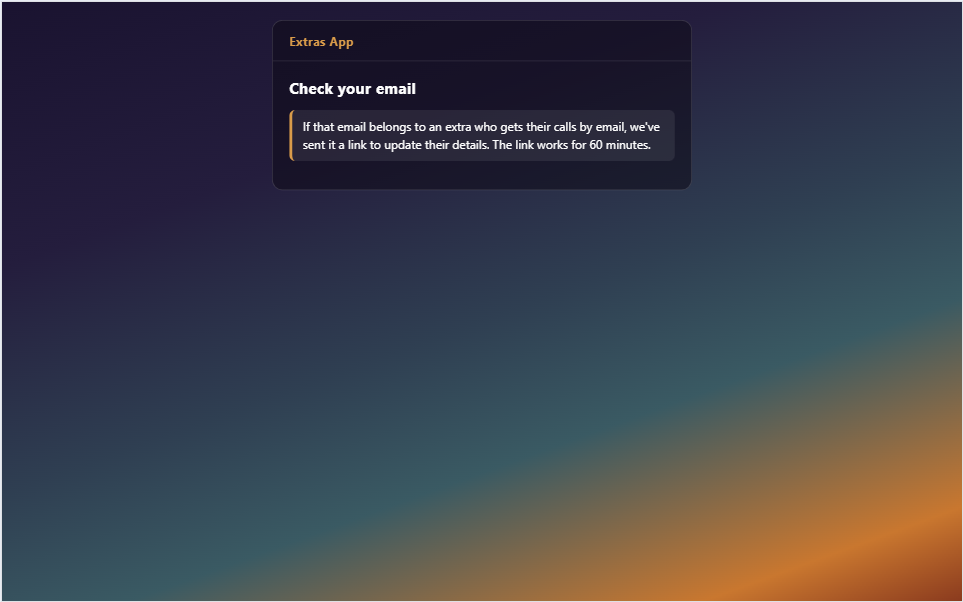 Extras App
Check your email
If that email belongs to an extra who gets their calls by email, we've
sent it a link to update their details. The link works for 60 minutes.